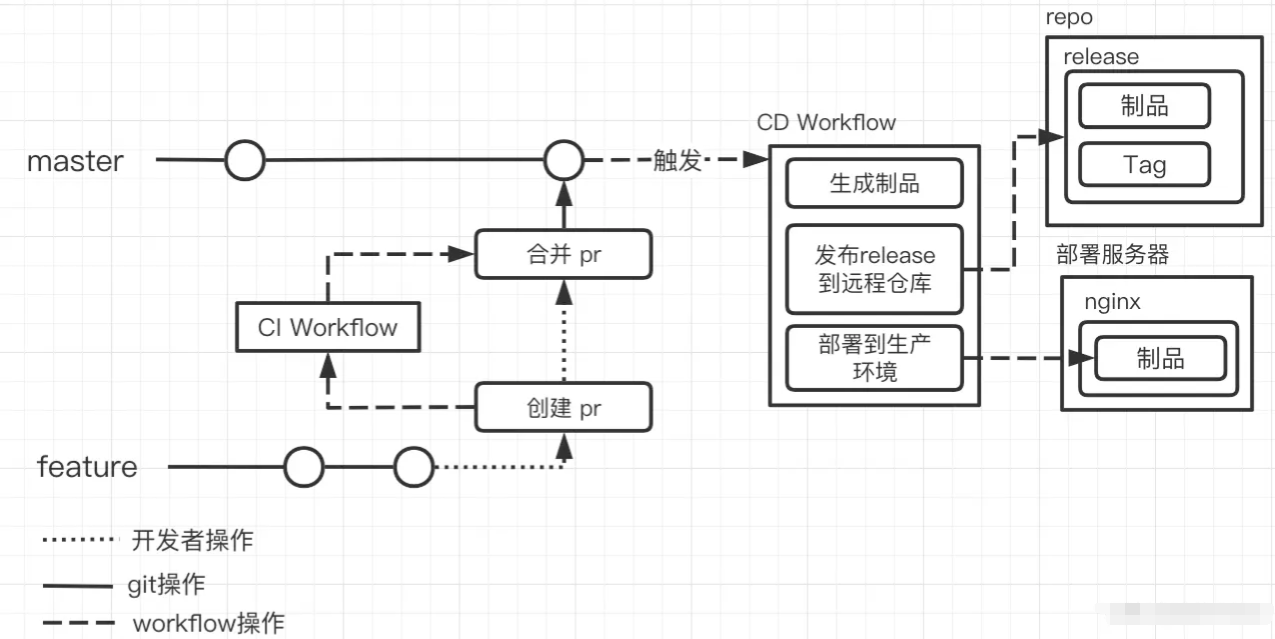 repo
release
制品
Tag
CD Workflow
master
触发
生成制品
合并 pr
发布release
到远程仓库
部署服务器
nginx
制品
CI Workflow
部署到生产
环境
创建 pr
feature
开发者操作
git操作
workflow操作